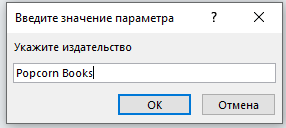 Введите значение параметра
Укажите издательство
Popcorn Books
ОК
Отмена